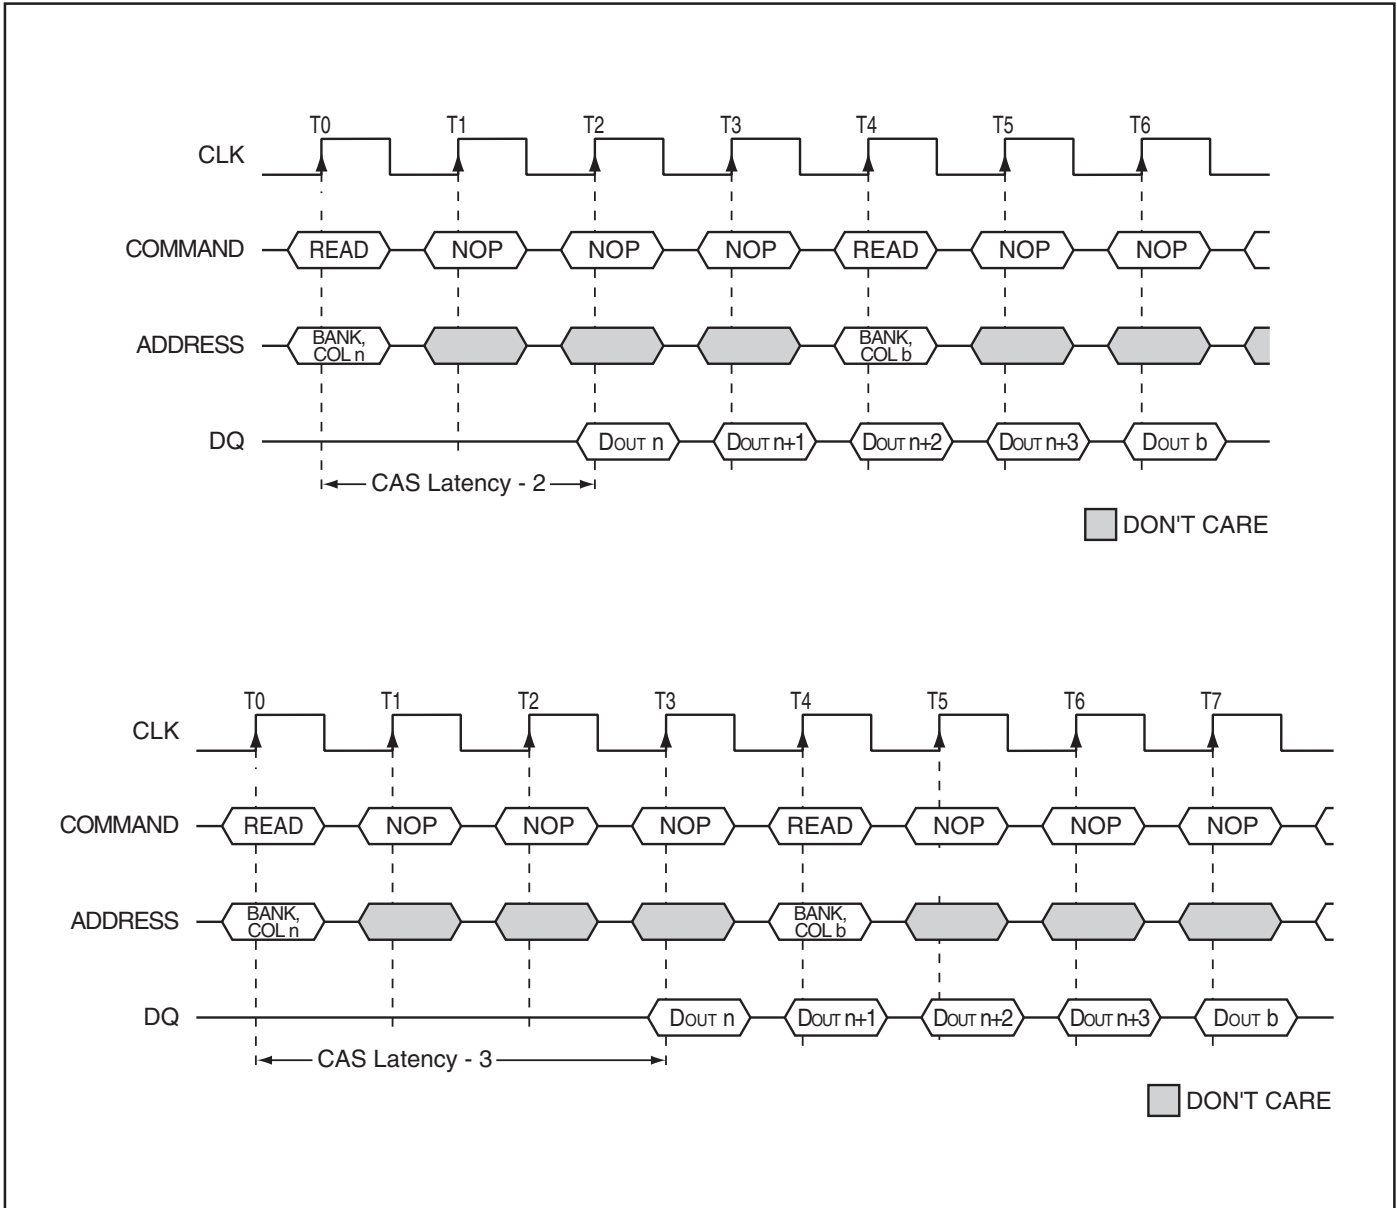 T0 T1 T2 T3 T4 T5 T6
CLK
COMMAND READ NOP NOP NOP READ NOP NOP
ADDRESS BANK, COL n BANK, COL b
DQ DOUT n DOUT n+1 DOUT n+2 DOUT n+3 DOUT b
CAS Latency - 2
DON'T CARE
T0 T1 T2 T3 T4 T5 T6 T7
CLK
COMMAND READ NOP NOP NOP READ NOP NOP NOP
ADDRESS BANK, COL n BANK, COL b
DQ DOUT n DOUT n+1 DOUT n+2 DOUT n+3 DOUT b
CAS Latency - 3
DON'T CARE